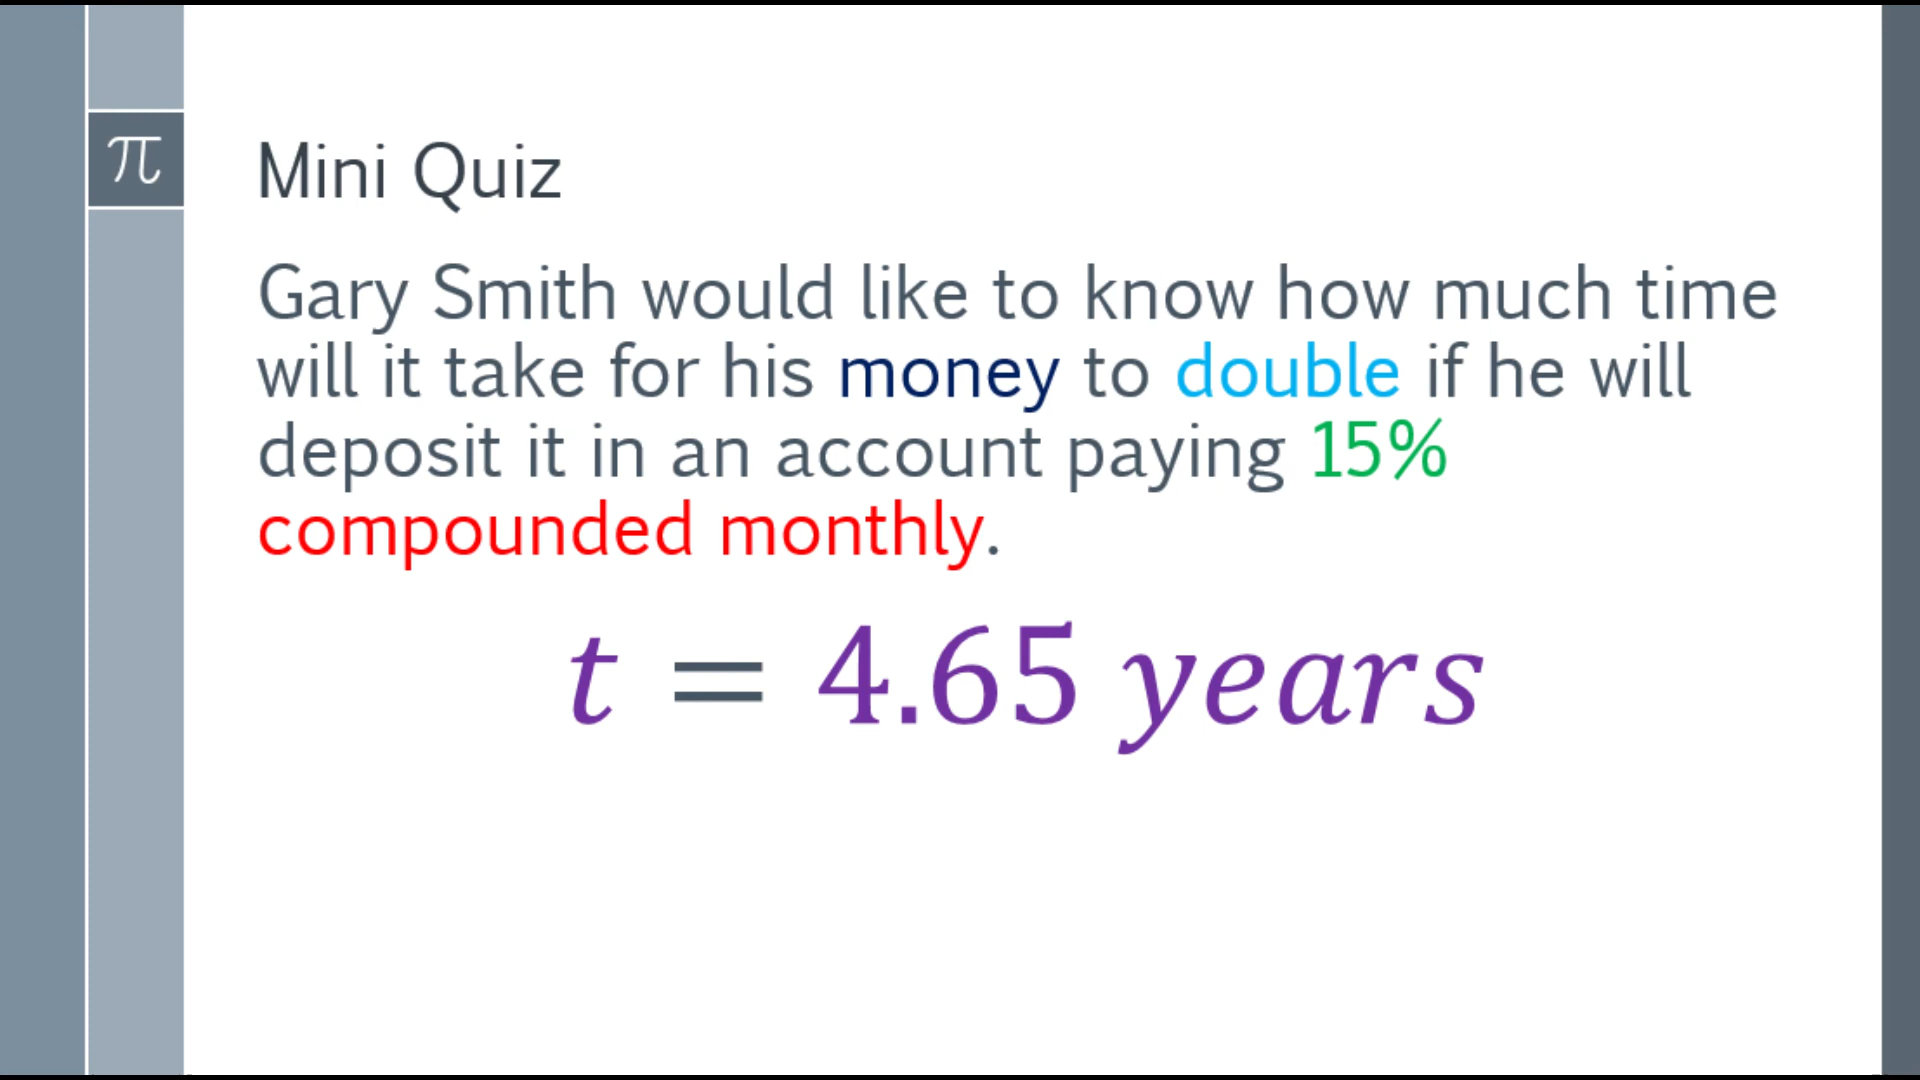 π
Mini Quiz
Gary Smith would like to know how much time
will it take for his money to double if he will
deposit it in an account paying 15%
compounded monthly.
t = 4.65 years